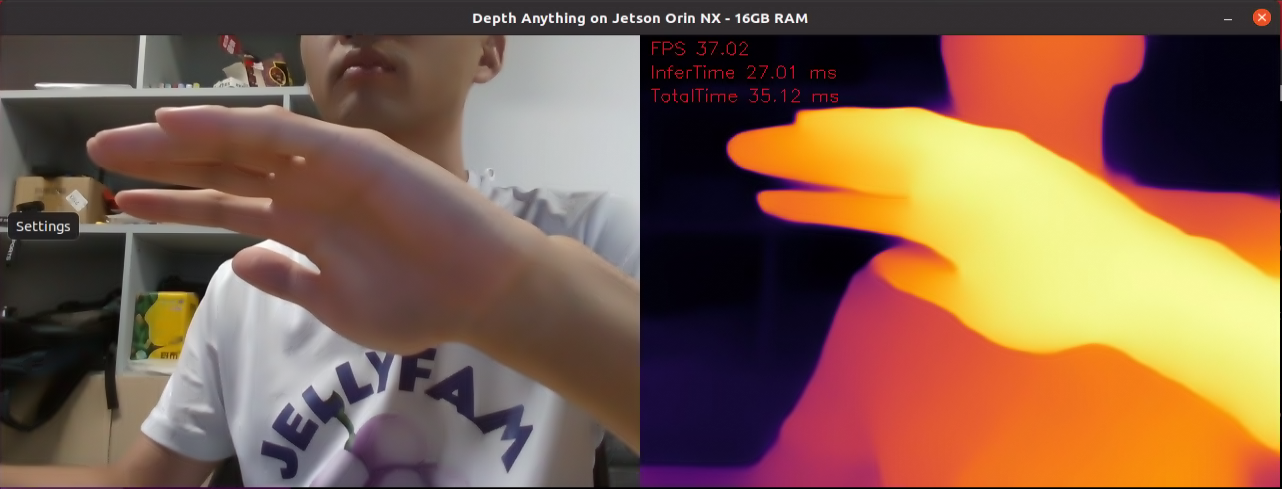 Depth Anything on Jetson Orin NX - 16GB RAM
FPS 37.02
InferTime 27.01 ms
TotalTime 35.12 ms
Settings
JELLYFAM